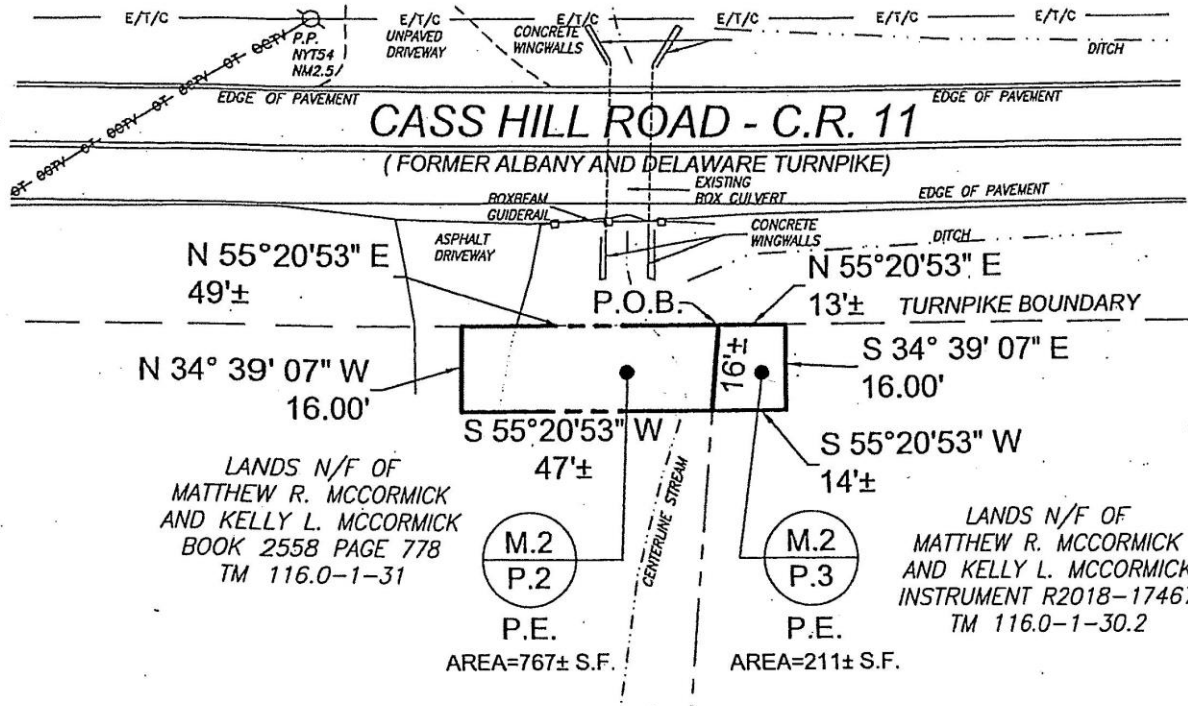 E/T/C E/T/C E/T/C E/T/C E/T/C E/T/C
P.P.
NYT54
NM2.5
UNPAVED
DRIVEWAY
CONCRETE
WINGWALLS
DITCH
EDGE OF PAVEMENT
EDGE OF PAVEMENT
CASS HILL ROAD - C.R. 11
(FORMER ALBANY AND DELAWARE TURNPIKE)
EXISTING
BOX CULVERT
EDGE OF PAVEMENT
BOXBEAM
GUIDERAIL
ASPHALT
DRIVEWAY
CONCRETE
WINGWALLS
DITCH
N 55°20'53" E
49'±
P.O.B.
N 55°20'53" E
13'±
TURNPIKE BOUNDARY
N 34° 39' 07" W
16.00'
16'±
S 34° 39' 07" E
16.00'
S 55°20'53" W
47'±
S 55°20'53" W
14'±
LANDS N/F OF
MATTHEW R. MCCORMICK
AND KELLY L. MCCORMICK
BOOK 2558 PAGE 778
TM 116.0-1-31
M.2
P.2
P.E.
AREA=767± S.F.
CENTERLINE STREAM
M.2
P.3
P.E.
AREA=211± S.F.
LANDS N/F OF
MATTHEW R. MCCORMICK
AND KELLY L. MCCORMICK
INSTRUMENT R2018-17467
TM 116.0-1-30.2